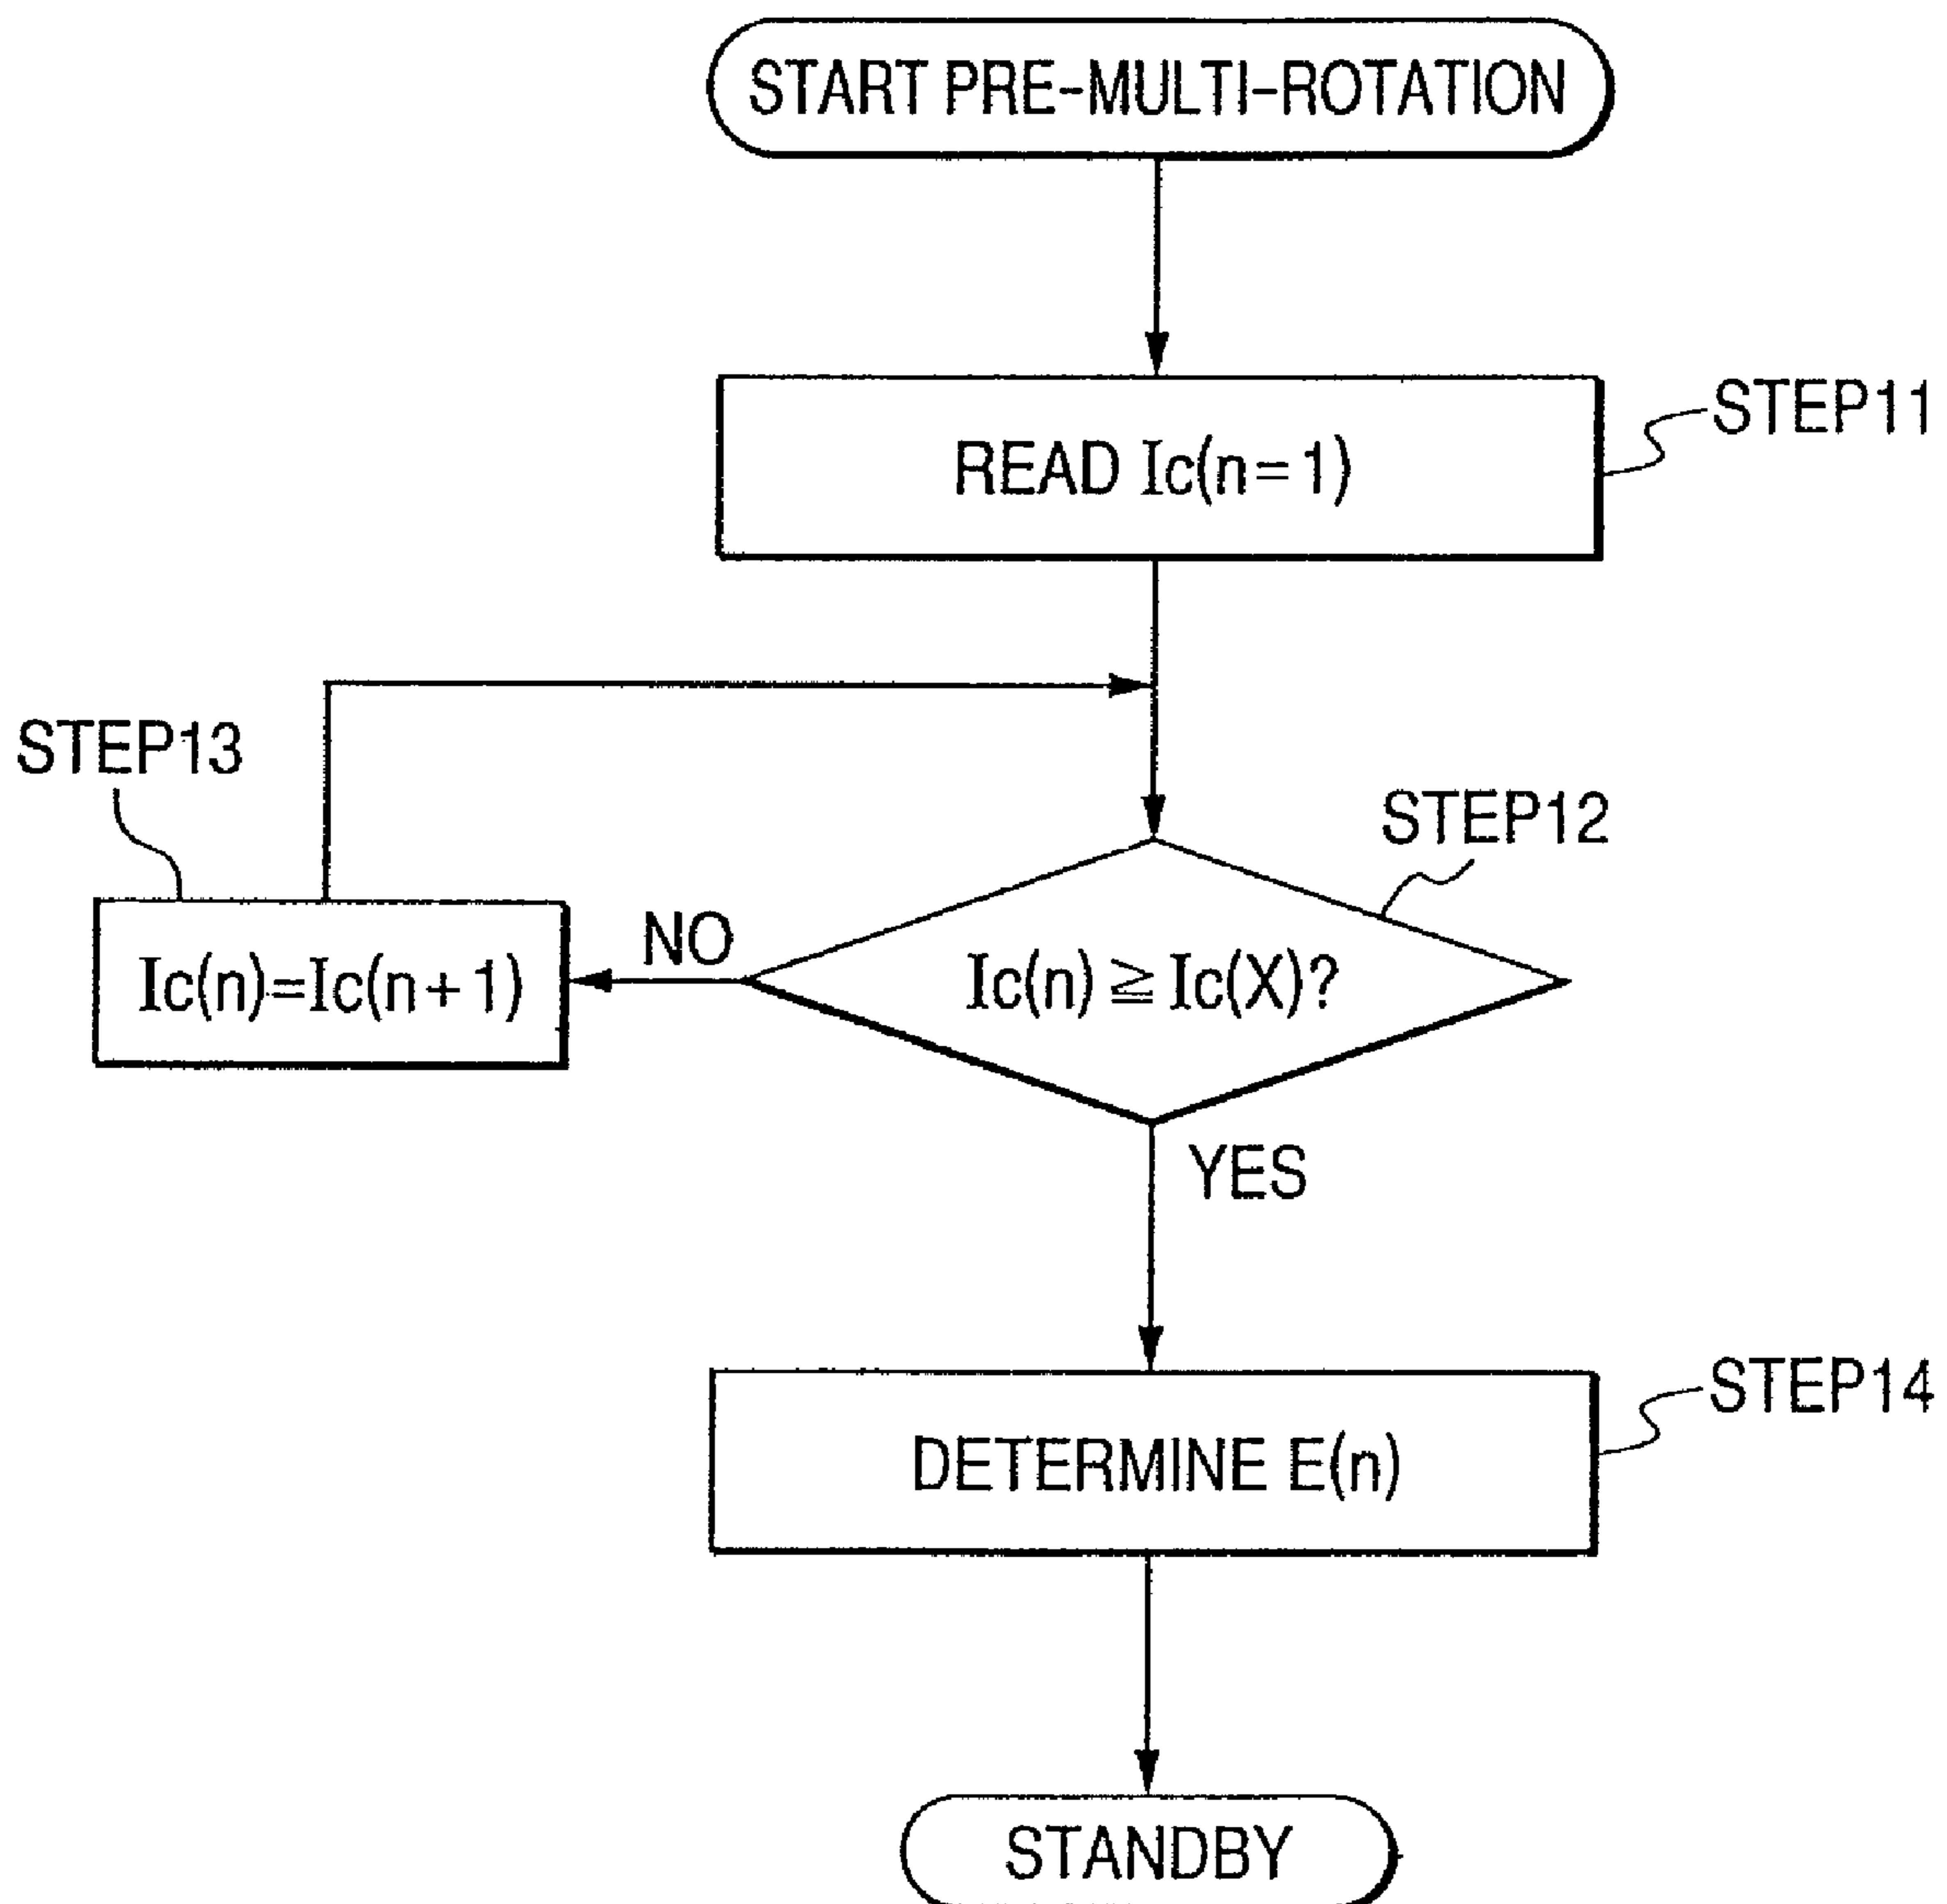 START PRE-MULTI-ROTATION
STEP11
READ Ic(n=1)
STEP13
STEP12
NO
Ic(n)=Ic(n+1)
Ic(n) ≧ Ic(X)?
YES
STEP14
DETERMINE E(n)
STANDBY